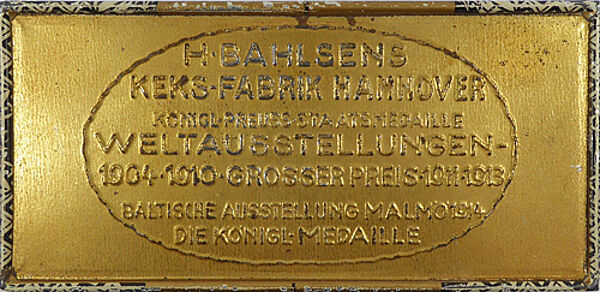 H·BAHLSENS
KEKS-FABRIK HANNOVER
KÖNIGL·PREUSS·STAATSMEDAILLE
WELTAUSSTELLUNGEN-
1904·1910·GROSSER PREIS·1911·1913
BALTISCHE AUSSTELLUNG MALMÖ 1914
DIE KÖNIGL·MEDAILLE